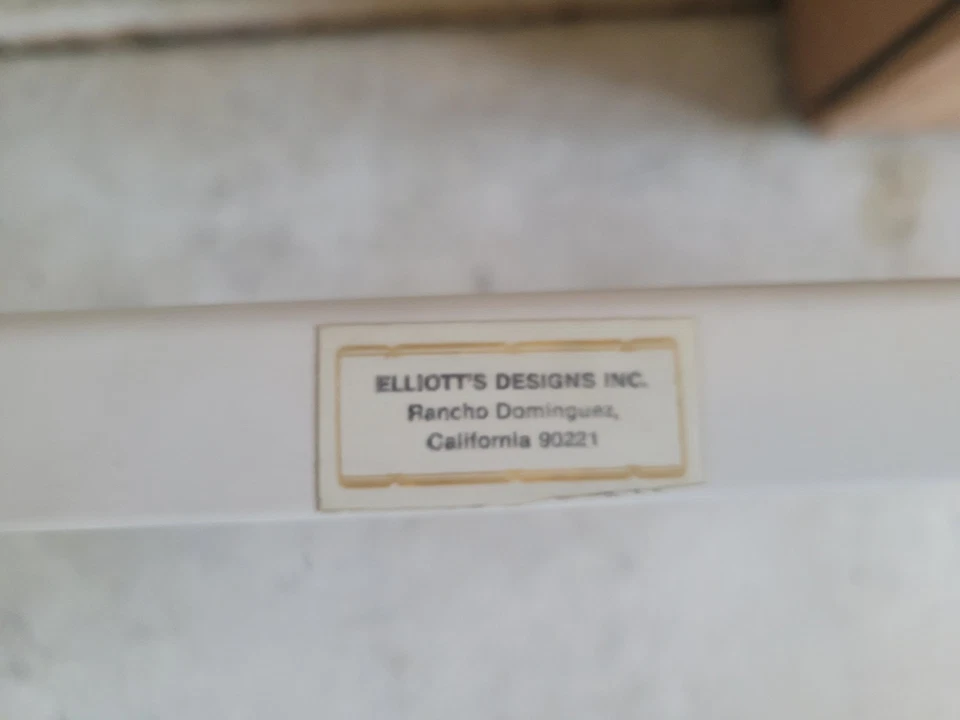 ELLIOTT'S DESIGNS INC.
Rancho Dominguez,
California 90221